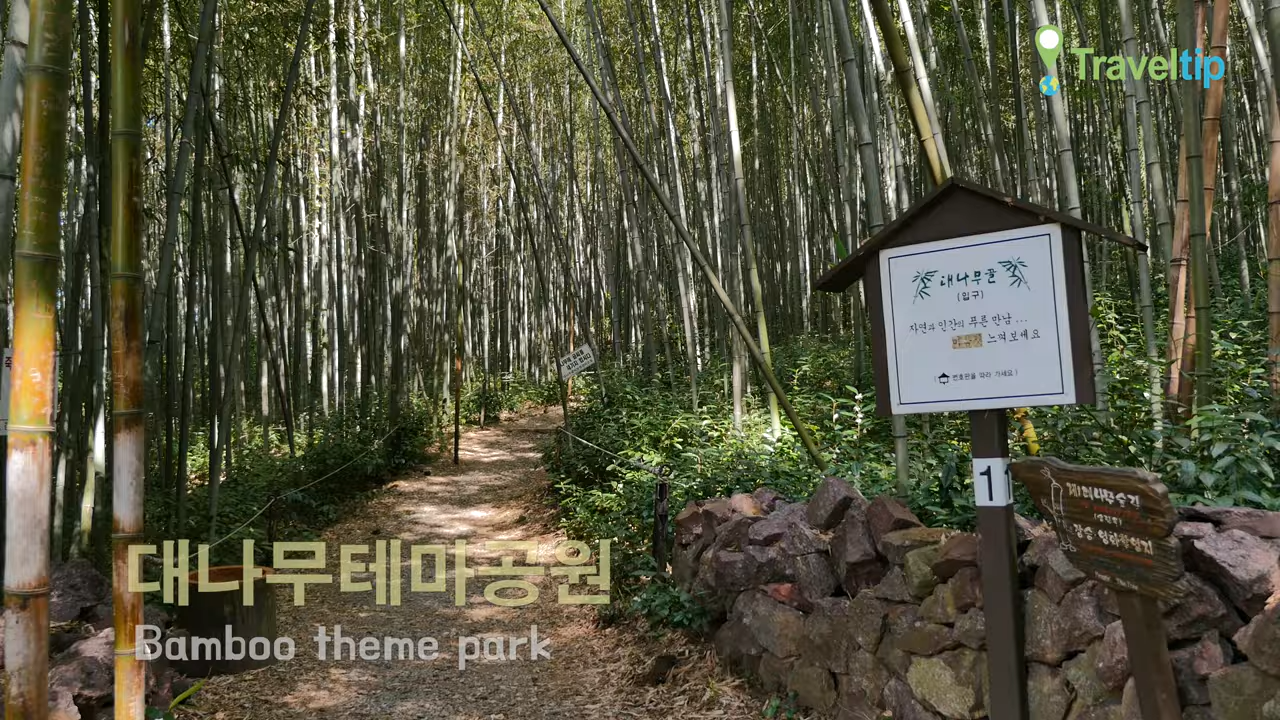 Traveltip
대나무골
(입구)
자연과 인간의 푸른 만남...
느껴보세요
( 번호판을 따라 가세요 )
1
대나무테마공원
Bamboo theme park